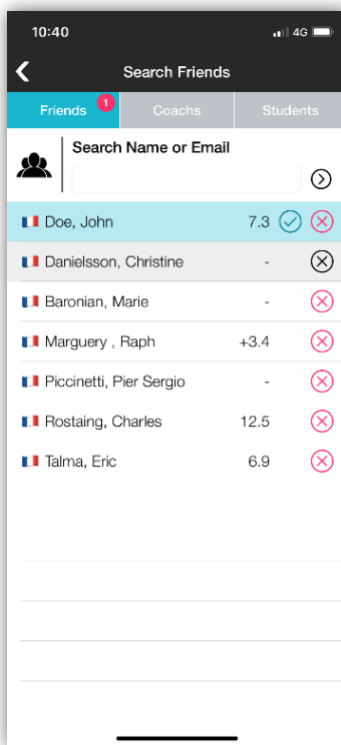 10:40 4G
Search Friends
Friends 1 Coachs Students
Search Name or Email
Doe, John 7.3
Danielsson, Christine -
Baronian, Marie -
Marguery , Raph +3.4
Piccinetti, Pier Sergio -
Rostaing, Charles 12.5
Talma, Eric 6.9